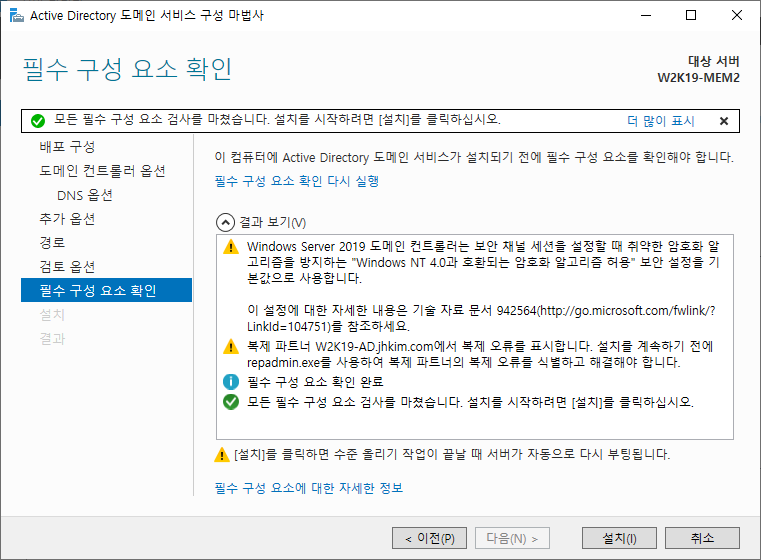 Active Directory 도메인 서비스 구성 마법사
필수 구성 요소 확인
대상 서버
W2K19-MEM2
모든 필수 구성 요소 검사를 마쳤습니다. 설치를 시작하려면 [설치]를 클릭하십시오.
더 많이 표시
배포 구성
도메인 컨트롤러 옵션
DNS 옵션
추가 옵션
경로
검토 옵션
필수 구성 요소 확인
설치
결과
이 컴퓨터에 Active Directory 도메인 서비스가 설치되기 전에 필수 구성 요소를 확인해야 합니다.
필수 구성 요소 확인 다시 실행
결과 보기(V)
Windows Server 2019 도메인 컨트롤러는 보안 채널 세션을 설정할 때 취약한 암호화 알
고리즘을 방지하는 "Windows NT 4.0과 호환되는 암호화 알고리즘 허용" 보안 설정을 기
본값으로 사용합니다.
이 설정에 대한 자세한 내용은 기술 자료 문서 942564(http://go.microsoft.com/fwlink/?
LinkId=104751)를 참조하세요.
복제 파트너 W2K19-AD.jhkim.com에서 복제 오류를 표시합니다. 설치를 계속하기 전에
repadmin.exe를 사용하여 복제 파트너의 복제 오류를 식별하고 해결해야 합니다.
필수 구성 요소 확인 완료
모든 필수 구성 요소 검사를 마쳤습니다. 설치를 시작하려면 [설치]를 클릭하십시오.
[설치]를 클릭하면 수준 올리기 작업이 끝날 때 서버가 자동으로 다시 부팅됩니다.
필수 구성 요소에 대한 자세한 정보
< 이전(P)
다음(N) >
설치(I)
취소